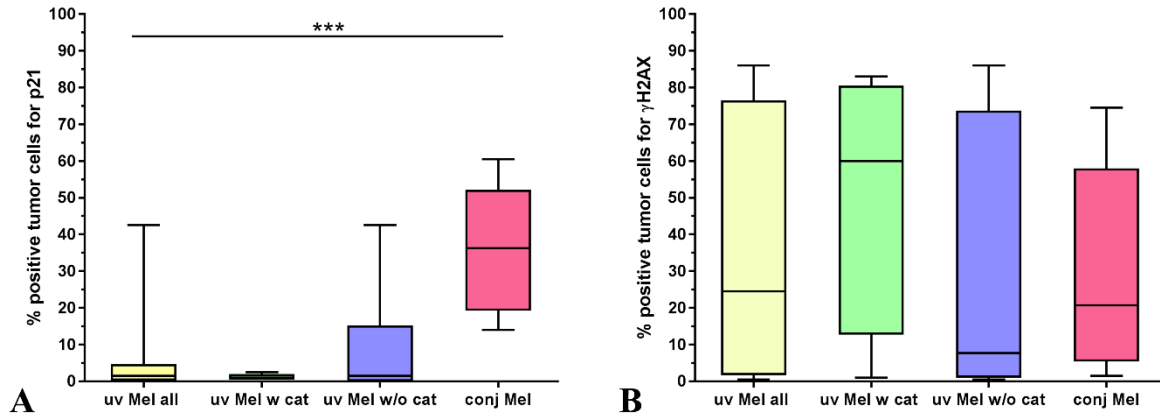 % positive tumor cells for p21
100
90
80
70
60
50
40
30
20
10
0
***
uv Mel all
uv Mel w cat
uv Mel w/o cat
conj Mel
A
% positive tumor cells for γH2AX
100
90
80
70
60
50
40
30
20
10
0
uv Mel all
uv Mel w cat
uv Mel w/o cat
conj Mel
B